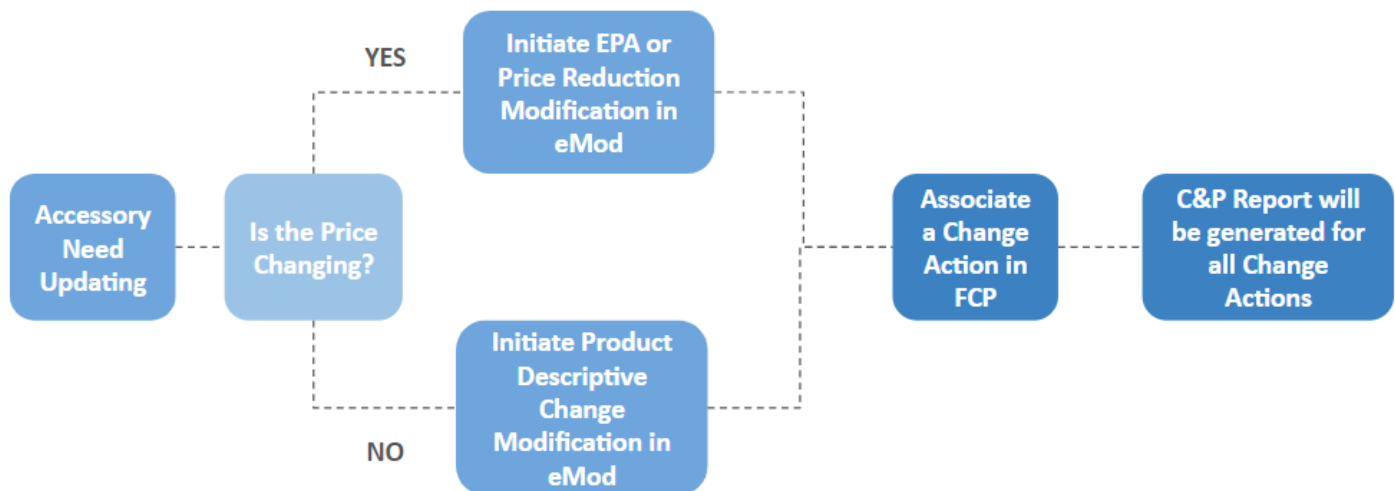 Accessory
Need
Updating
Is the Price
Changing?
YES
Initiate EPA or
Price Reduction
Modification in
eMod
NO
Initiate Product
Descriptive
Change
Modification in
eMod
Associate
a Change
Action in
FCP
C&P Report will
be generated for
all Change
Actions